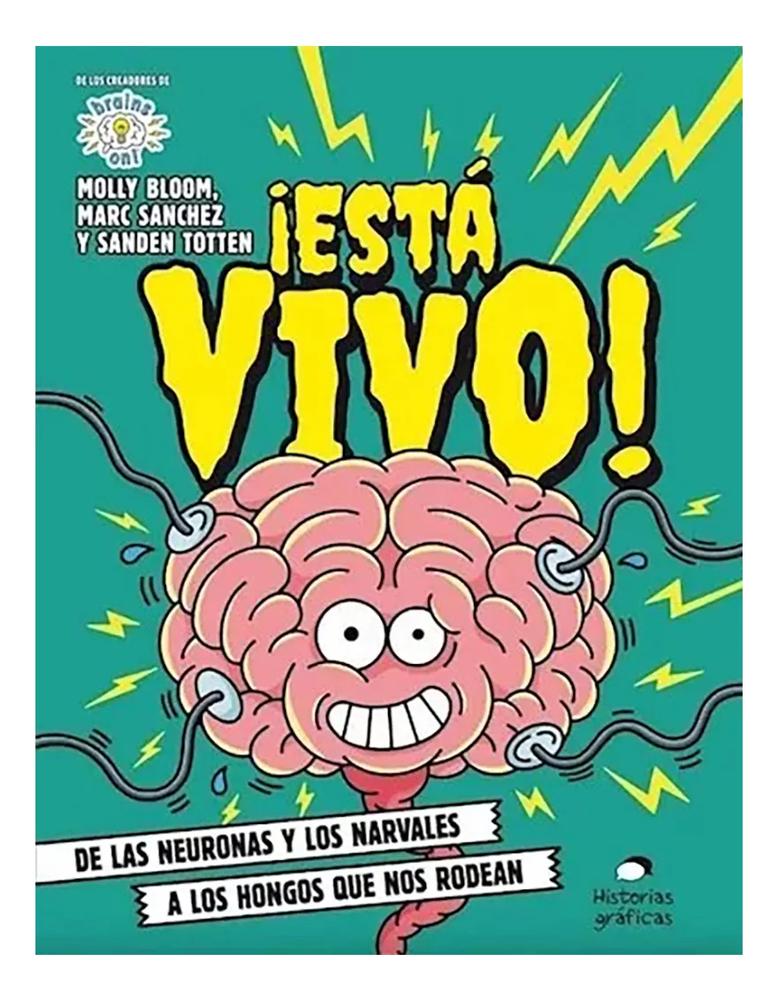 DE LOS CREADORES DE
brains
on!
MOLLY BLOOM,
MARC SANCHEZ
Y SANDEN TOTTEN
¡ESTÁ
VIVO!
DE LAS NEURONAS Y LOS NARVALES
A LOS HONGOS QUE NOS RODEAN
Historias
gráficas